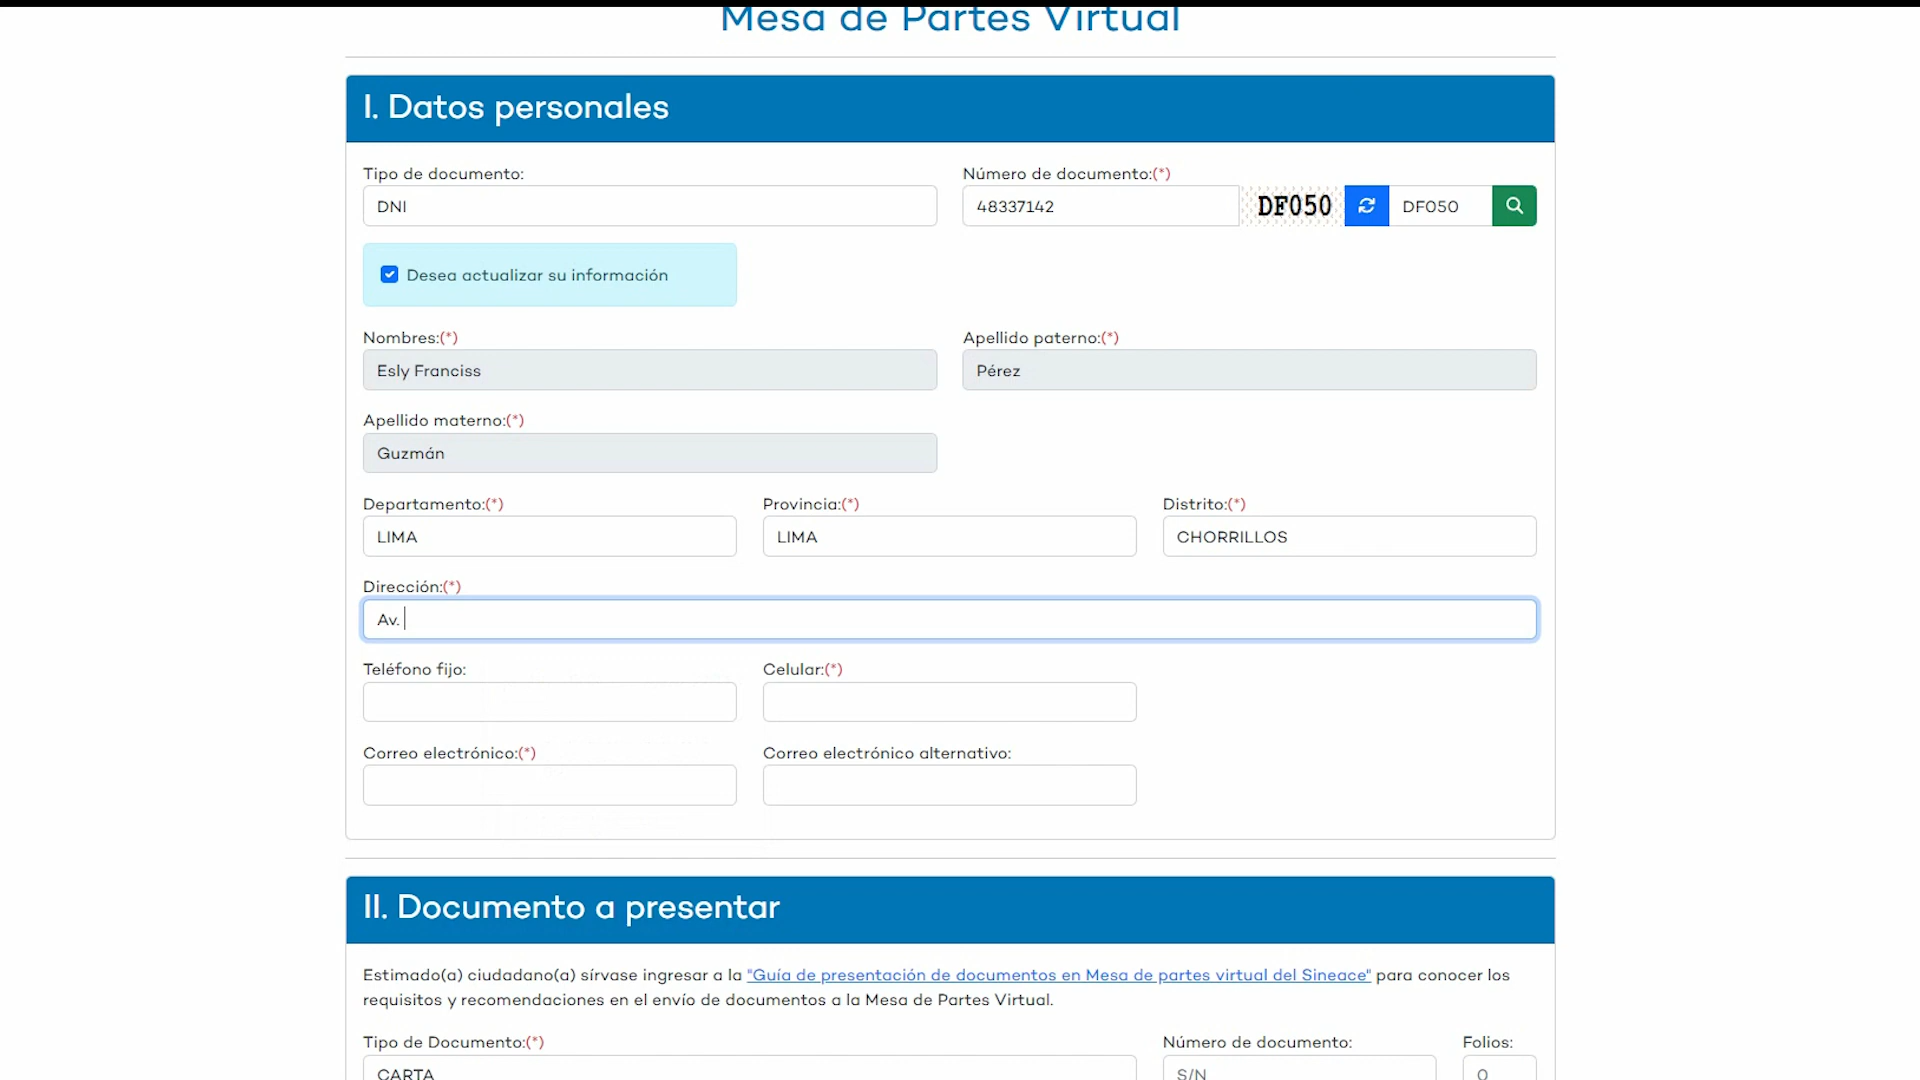 Mesa de Partes Virtual
I. Datos personales
Tipo de documento:
DNI
Número de documento:(*)
48337142
DF050
DF050
Desea actualizar su información
Nombres:(*)
Esly Franciss
Apellido paterno:(*)
Pérez
Apellido materno:(*)
Guzmán
Departamento:(*)
LIMA
Provincia:(*)
LIMA
Distrito:(*)
CHORRILLOS
Dirección:(*)
Av.
Teléfono fijo:
Celular:(*)
Correo electrónico:(*)
Correo electrónico alternativo:
II. Documento a presentar
Estimado(a) ciudadano(a) sírvase ingresar a la "Guía de presentación de documentos en Mesa de partes virtual del Sineace" para conocer los
requisitos y recomendaciones en el envío de documentos a la Mesa de Partes Virtual.
Tipo de Documento:(*)
CARTA
Número de documento:
S/N
Folios:
0